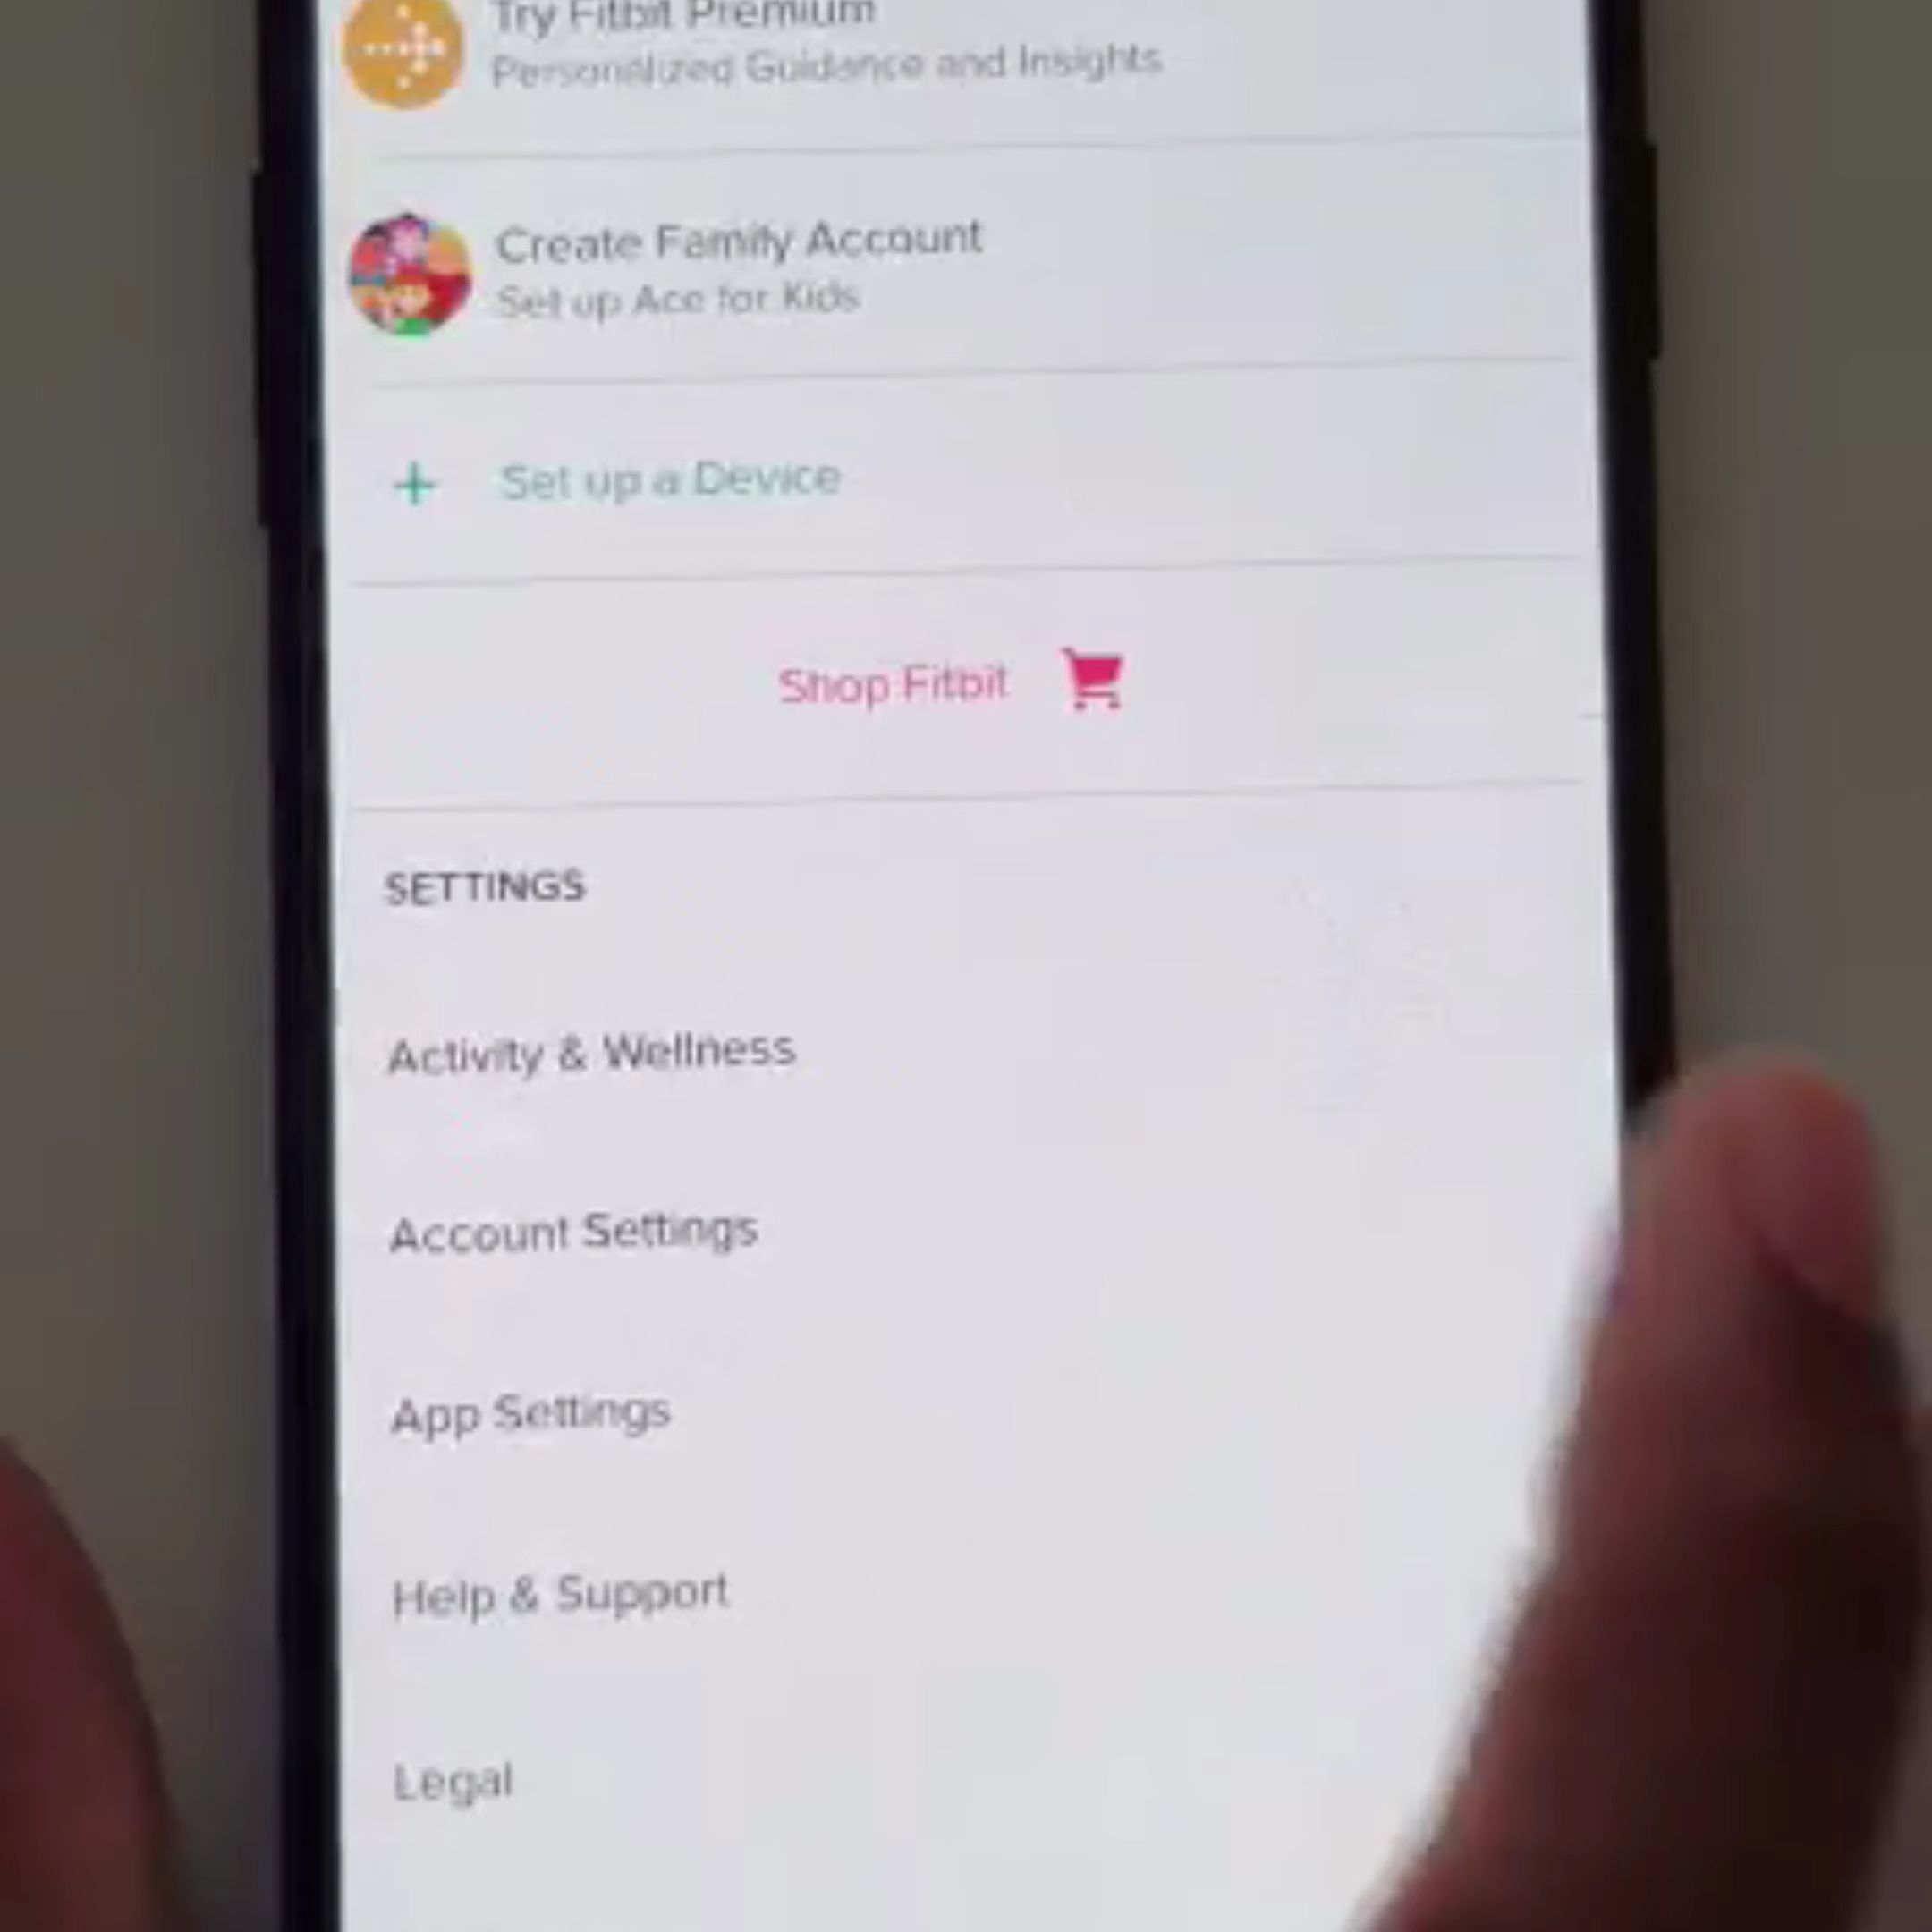 Try Fitbit Premium
Personalized Guidance and Insights
Create Family Account
Set up Ace for Kids
+ Set up a Device
Shop Fitbit
SETTINGS
Activity & Wellness
Account Settings
App Settings
Help & Support
Legal